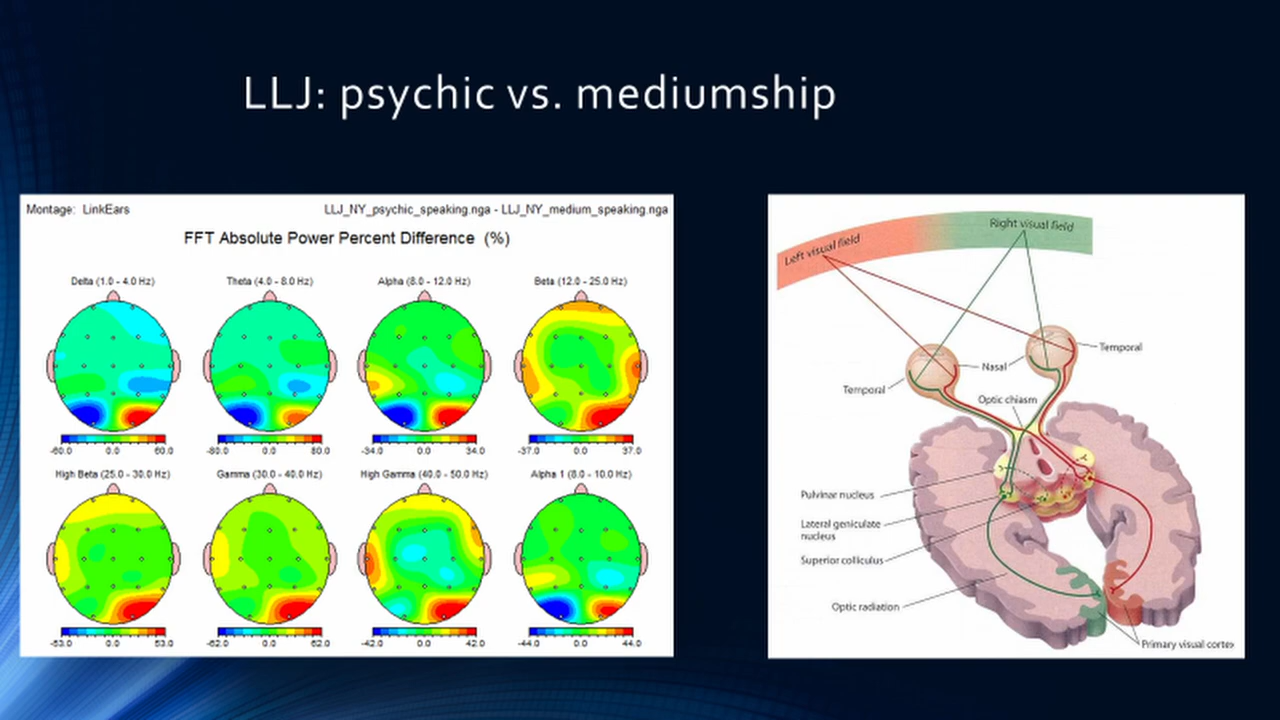 LLJ: psychic vs. mediumship
Montage: LinkEars
LLJ_NY_psychic_speaking.nga - LLJ_NY_medium_speaking.nga
FFT Absolute Power Percent Difference (%)
Delta (1.0 - 4.0 Hz)
Theta (4.0 - 8.0 Hz)
Alpha (8.0 - 12.0 Hz)
Beta (12.0 - 25.0 Hz)
-60.0 0.0 60.0
-80.0 0.0 80.0
-34.0 0.0 34.0
-37.0 0.0 37.0
High Beta (25.0 - 30.0 Hz)
Gamma (30.0 - 40.0 Hz)
High Gamma (40.0 - 50.0 Hz)
Alpha 1 (8.0 - 10.0 Hz)
-53.0 0.0 53.0
-62.0 0.0 62.0
-42.0 0.0 42.0
-44.0 0.0 44.0
Left visual field
Right visual field
Temporal
Nasal
Temporal
Optic chiasm
Pulvinar nucleus
Lateral geniculate
nucleus
Superior colliculus
Optic radiation
Primary visual cortex